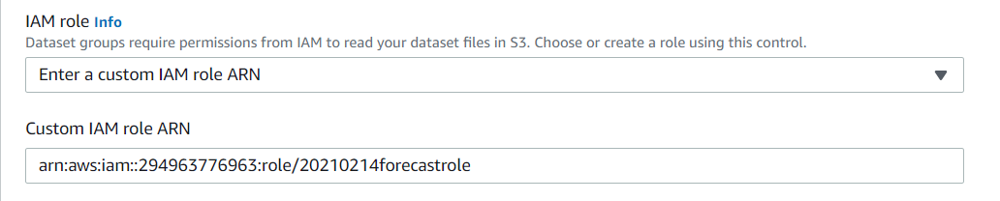 IAM role Info
Dataset groups require permissions from IAM to read your dataset files in S3. Choose or create a role using this control.
Enter a custom IAM role ARN
Custom IAM role ARN
arn:aws:iam::294963776963:role/20210214forecastrole